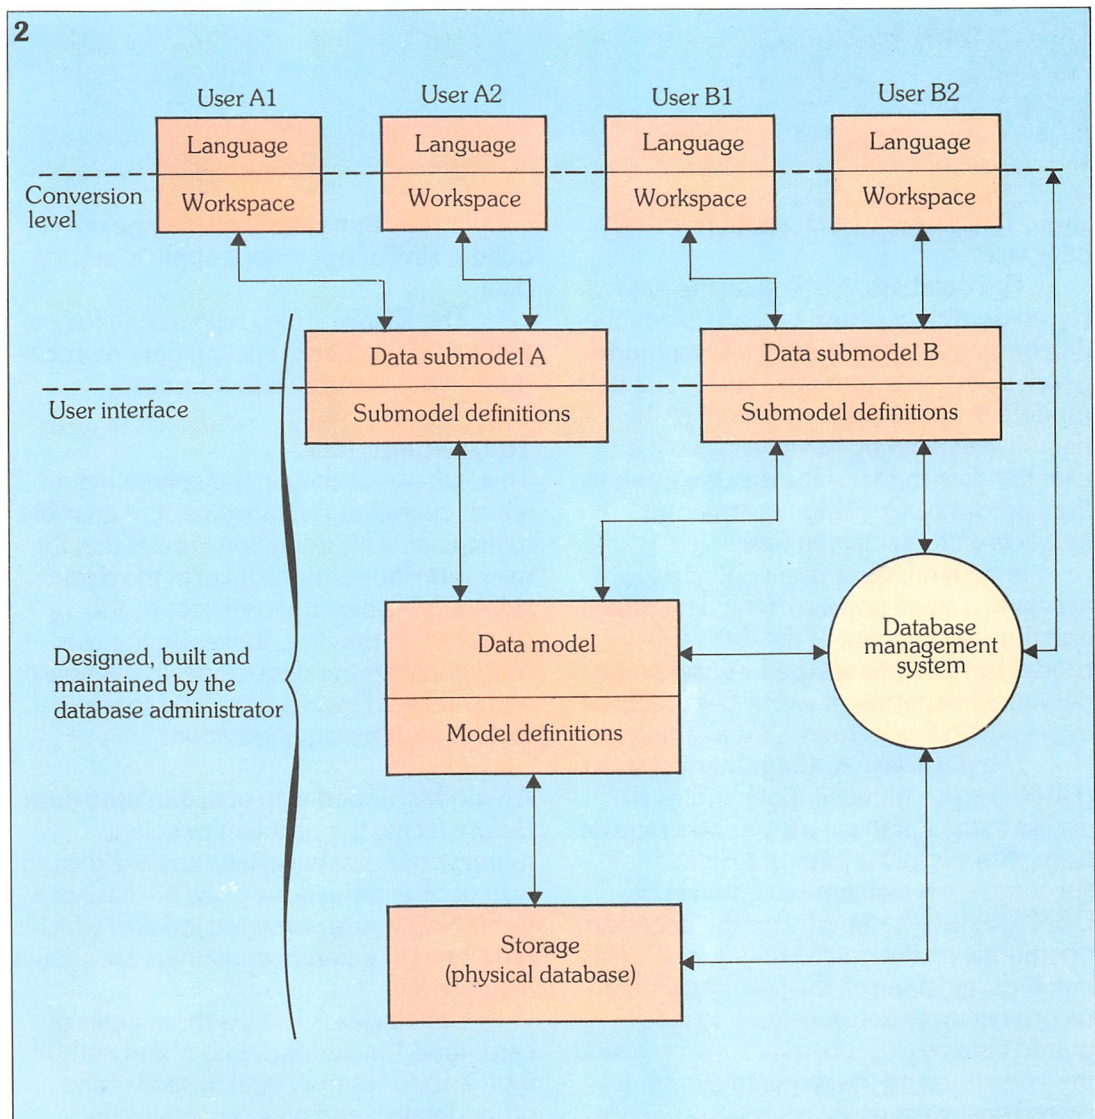 2
User A1
User A2
User B1
User B2
Language
Language
Language
Language
Conversion
level
Workspace
Workspace
Workspace
Workspace
Data submodel A
Data submodel B
User interface
Submodel definitions
Submodel definitions
Designed, built and
maintained by the
database administrator
Data model
Model definitions
Database
management
system
Storage
(physical database)